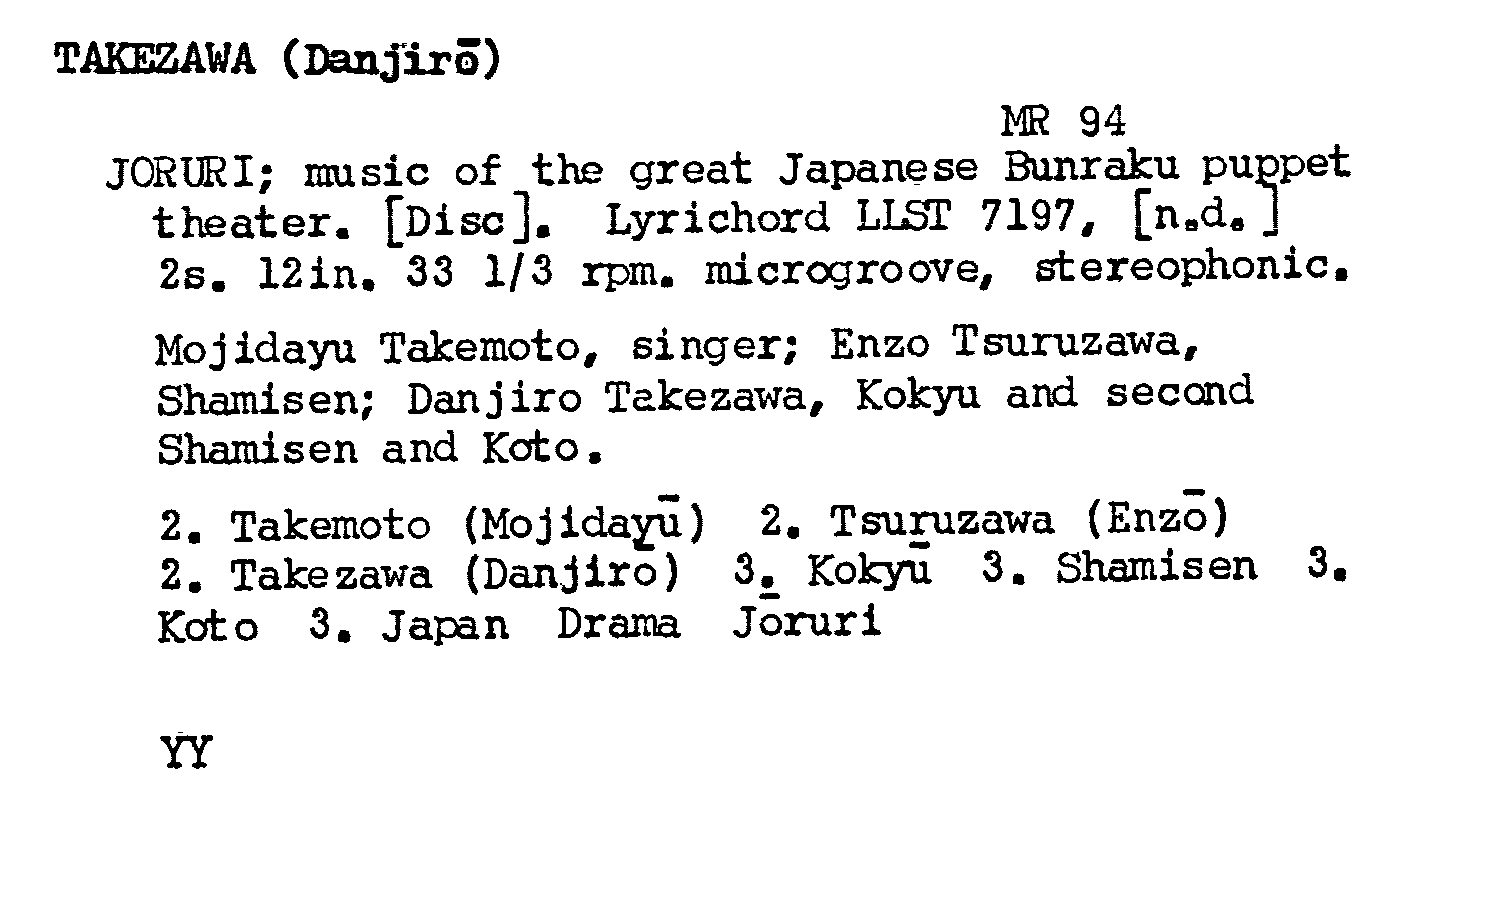 TAKEZAWA (Danjirō)
MR 94
JORURI; music of the great Japanese Bunraku puppet
theater. [Disc]. Lyrichord LLST 7197, [n.d.]
2s. 12in. 33 1/3 rpm. microgroove, stereophonic.
Mojidayu Takemoto, singer; Enzo Tsuruzawa,
Shamisen; Danjiro Takezawa, Kokyu and second
Shamisen and Koto.
2. Takemoto (Mojidayū) 2. Tsuruzawa (Enzō)
2. Takezawa (Danjirō) 3. Kokyū 3. Shamisen 3.
Koto 3. Japan Drama Jōruri
YY